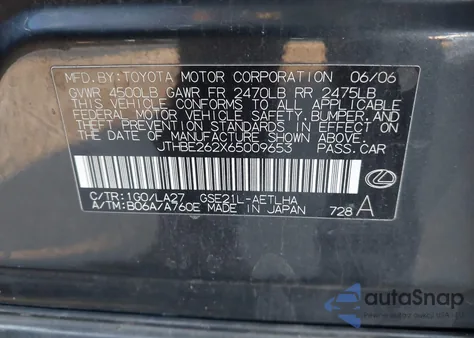 MFD.BY:TOYOTA MOTOR CORPORATION 06/06
GVWR 4500LB GAWR FR 2470LB RR 2475LB
THIS VEHICLE CONFORMS TO ALL APPLICABLE
FEDERAL MOTOR VEHICLE SAFETY,BUMPER,AND
THEFT PREVENTION STANDARDS IN EFFECT ON
THE DATE OF MANUFACTURE SHOWN ABOVE.
JTHBE262X65009653 PASS.CAR
C/TR:1G0/LA27 GSE21L-AETLHA
A/TM:B06A/A760E MADE IN JAPAN 728 A
autoSnap